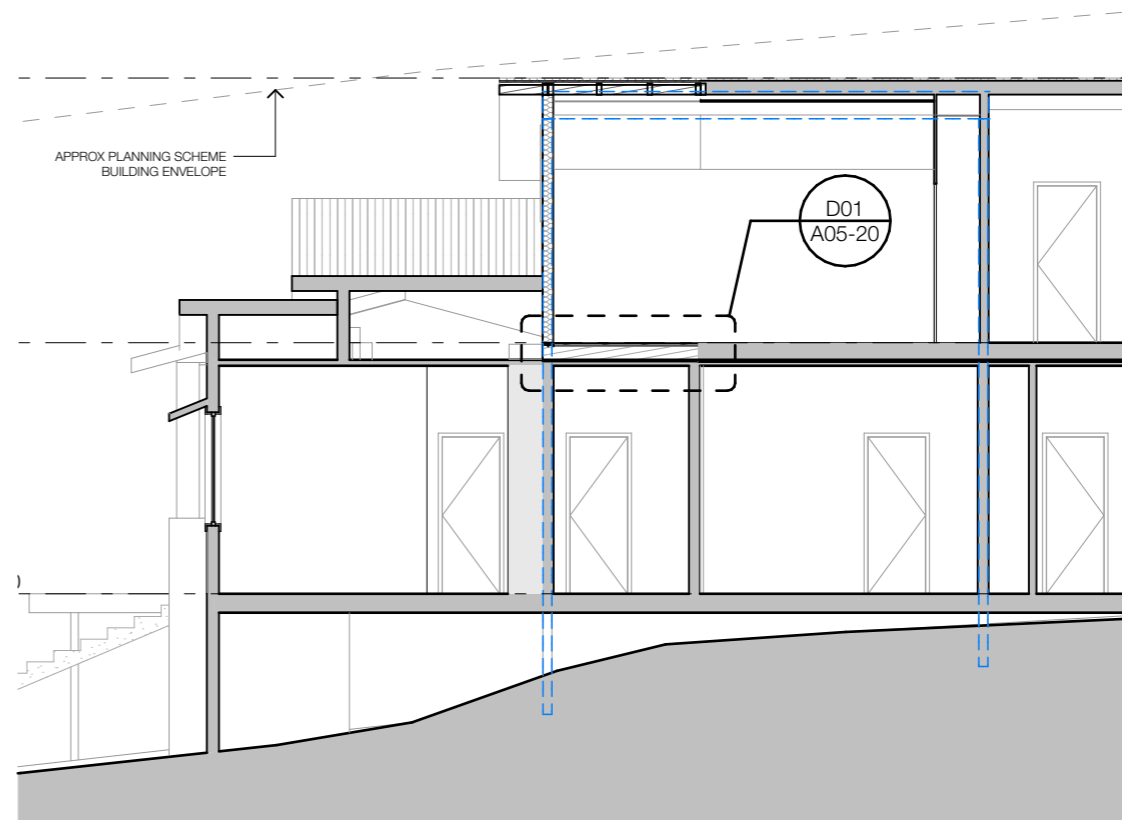 APPROX PLANNING SCHEME
BUILDING ENVELOPE
D01
A05-20
)